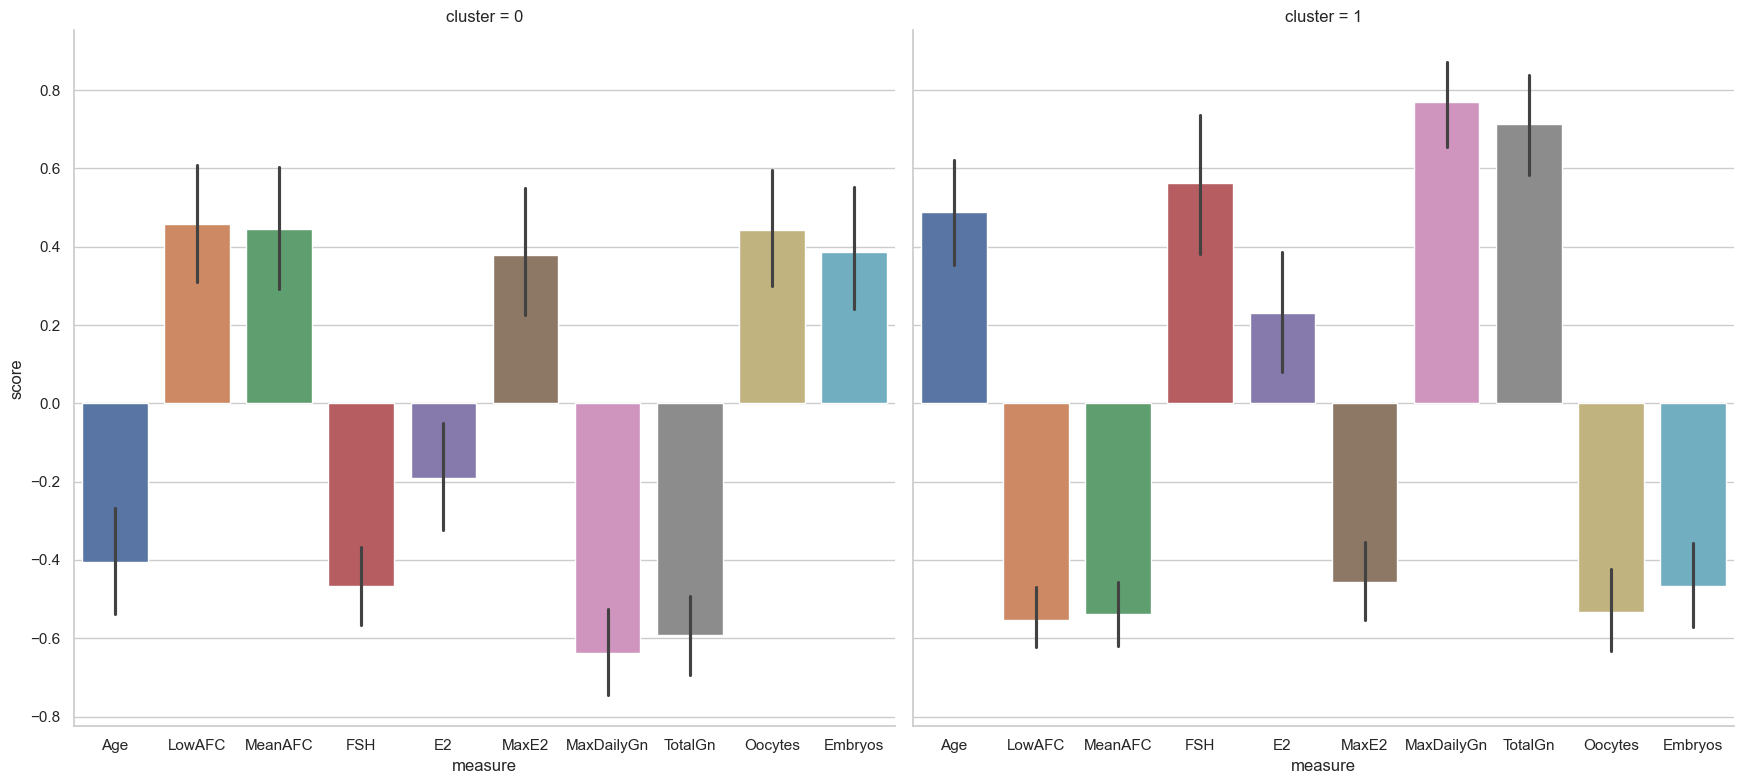 cluster = 0
cluster = 1
score
0.8
0.6
0.4
0.2
0.0
−0.2
−0.4
−0.6
−0.8
Age LowAFC MeanAFC FSH E2 MaxE2 MaxDailyGn TotalGn Oocytes Embryos
measure
Age LowAFC MeanAFC FSH E2 MaxE2 MaxDailyGn TotalGn Oocytes Embryos
measure